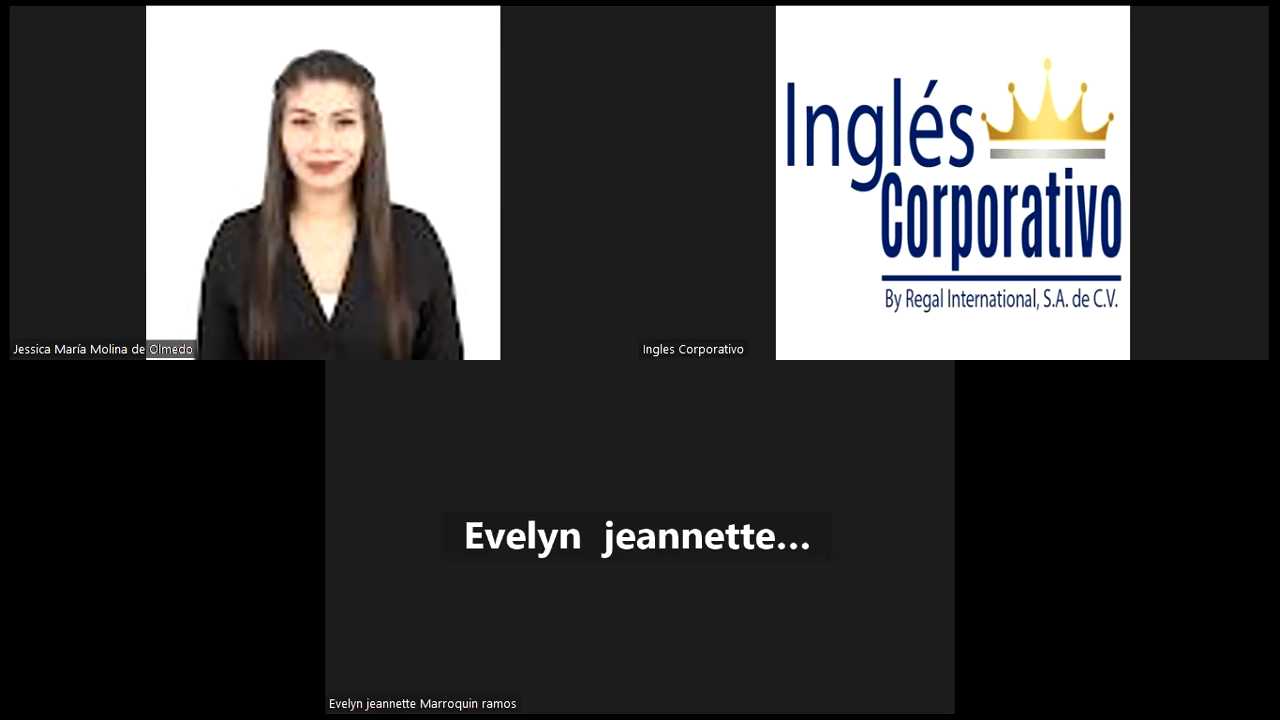 Inglés
Corporativo
By Regal International, S.A. de C.V.
Jessica María Molina de Olmedo
Ingles Corporativo
Evelyn jeannette...
Evelyn jeannette Marroquin ramos